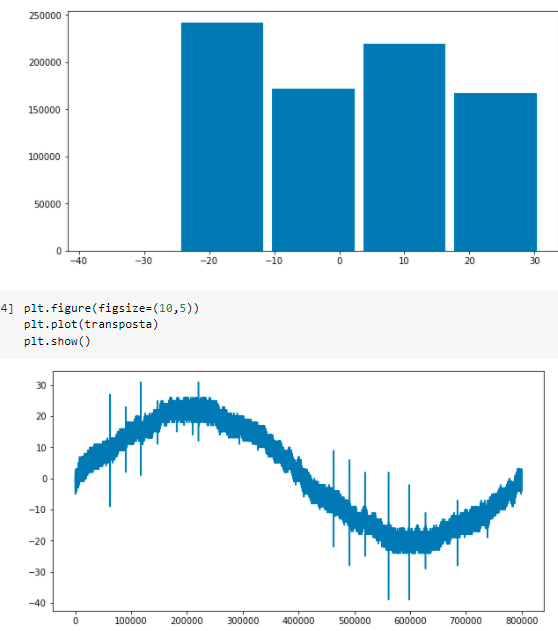 250000
200000
150000
100000
50000
0
−40 −30 −20 −10 0 10 20 30
4] plt.figure(figsize=(10,5))
plt.plot(transposta)
plt.show()
30
20
10
0
−10
−20
−30
−40
0 100000 200000 300000 400000 500000 600000 700000 800000